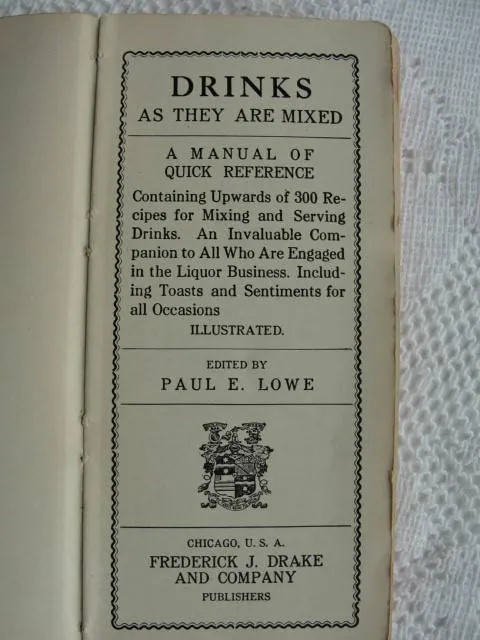 DRINKS
AS THEY ARE MIXED
A MANUAL OF
QUICK REFERENCE
Containing Upwards of 300 Re-
cipes for Mixing and Serving
Drinks. An Invaluable Com-
panion to All Who Are Engaged
in the Liquor Business. Includ-
ing Toasts and Sentiments for
all Occasions
ILLUSTRATED.
EDITED BY
PAUL E. LOWE
CHICAGO, U. S. A.
FREDERICK J. DRAKE
AND COMPANY
PUBLISHERS